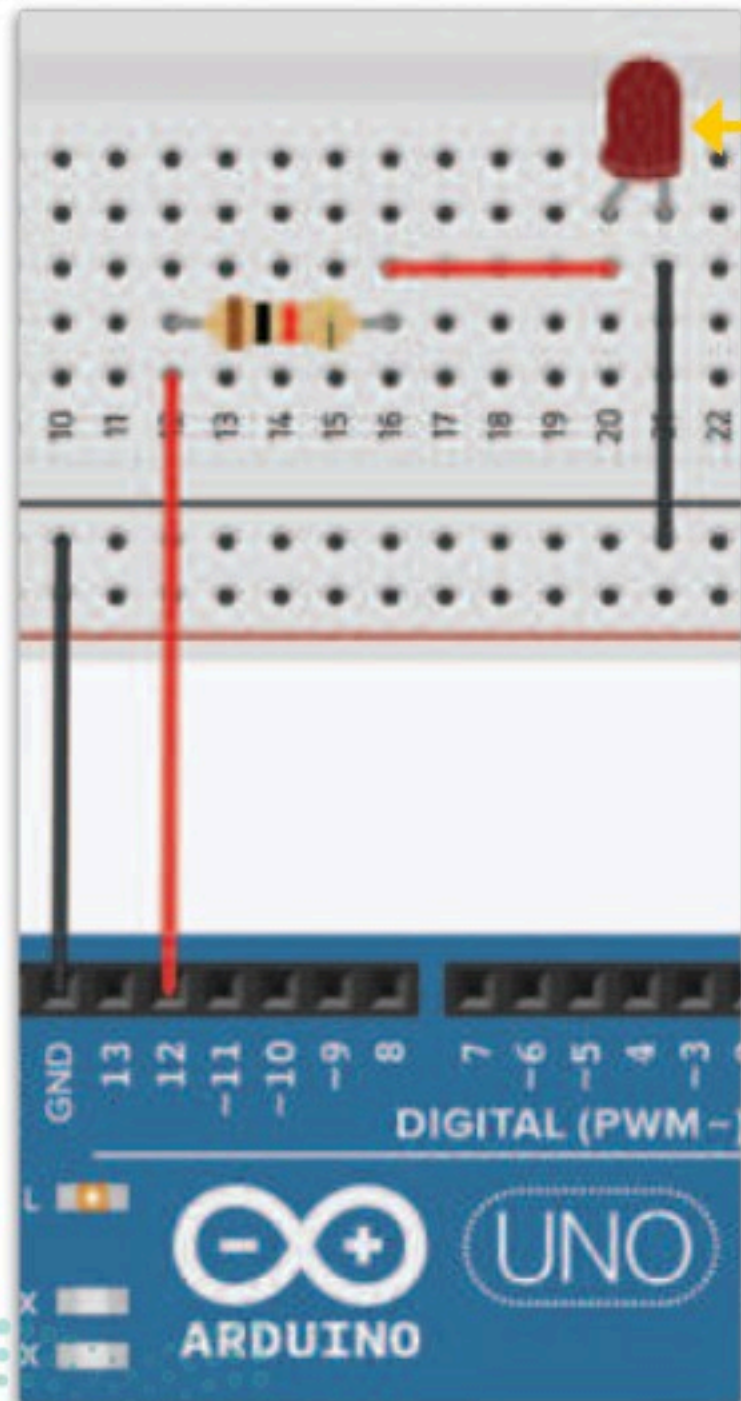 10 11 12 13 14 15 16 17 18 19 20 21 22
GND 13 12 ~11 ~10 ~9 8 7 ~6 ~5 4 ~3
DIGITAL (PWM~)
L
UNO
X
ARDUINO
X